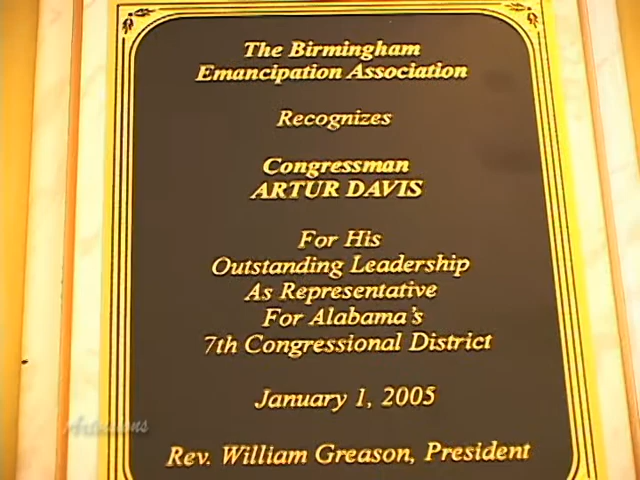 The Birmingham
Emancipation Association
Recognizes
Congressman
ARTUR DAVIS
For His
Outstanding Leadership
As Representative
For Alabama's
7th Congressional District
January 1, 2005
Rev. William Greason, President